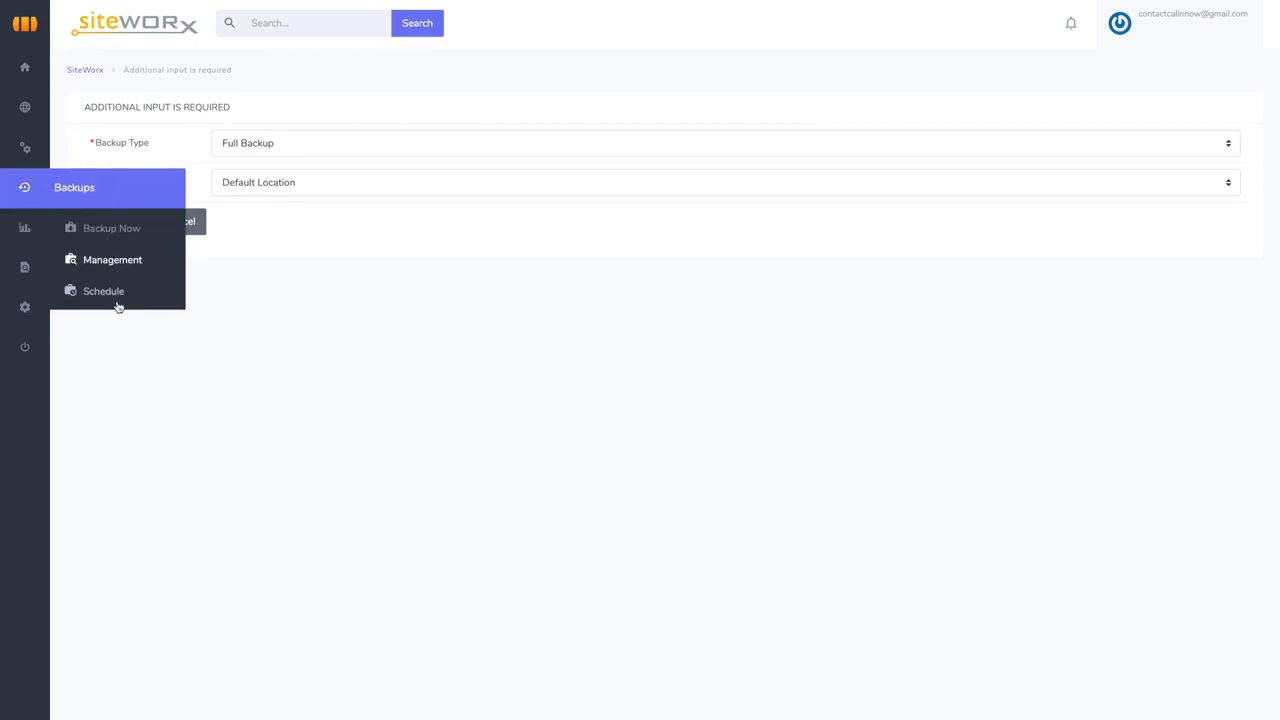 siteworx
Search...
Search
contactcalinnow@gmail.com
SiteWorx › Additional input is required
ADDITIONAL INPUT IS REQUIRED
*Backup Type
Full Backup
Backups
Default Location
Backup Now
cel
Management
Schedule